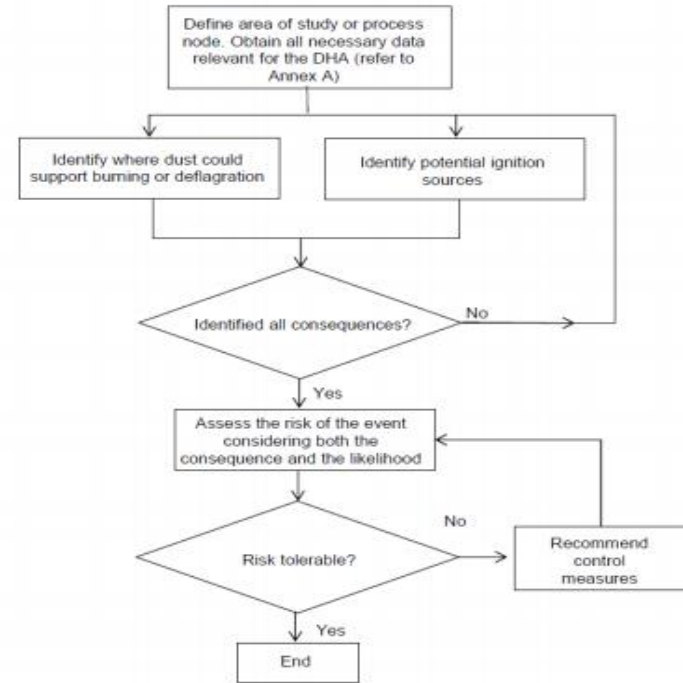 Define area of study or process
node. Obtain all necessary data
relevant for the DHA (refer to
Annex A)
Identify where dust could
support burning or deflagration
Identify potential ignition
sources
Identified all consequences?
No
Yes
Assess the risk of the event
considering both the
consequence and the likelihood
Risk tolerable?
No
Recommend
control
measures
Yes
End